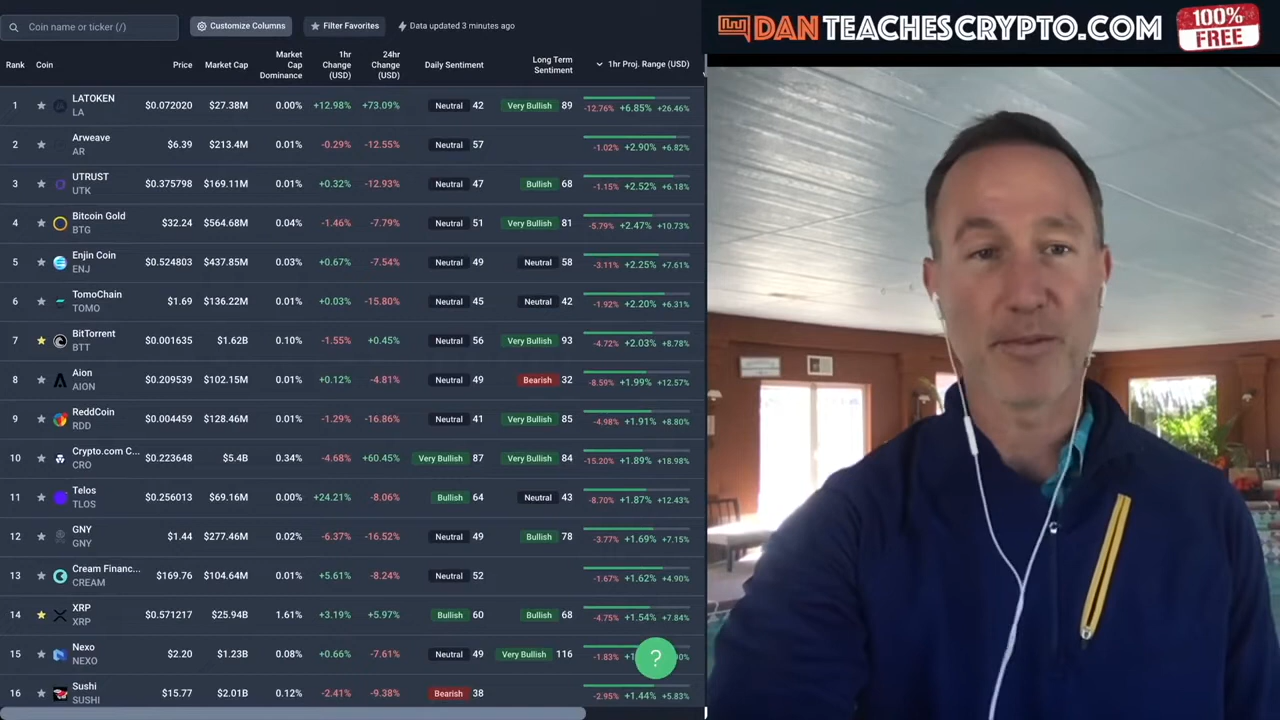 DANTEACHESCRYPTO.COM
100%
FREE
Coin name or ticker (/)
Customize Columns
Filter Favorites
Data updated 3 minutes ago
Rank Coin Price Market Cap Market Cap Dominance 1hr Change (USD) 24hr Change (USD) Daily Sentiment Long Term Sentiment 1hr Proj. Range (USD)
1 LATOKEN LA $0.072020 $27.38M 0.00% +12.98% +73.09% Neutral 42 Very Bullish 89 -12.76% +6.85% +26.46%
2 Arweave AR $6.39 $213.4M 0.01% -0.29% -12.55% Neutral 57 -1.02% +2.90% +6.82%
3 UTRUST UTK $0.375798 $169.11M 0.01% +0.32% -12.93% Neutral 47 Bullish 68 -1.15% +2.52% +6.18%
4 Bitcoin Gold BTG $32.24 $564.68M 0.04% -1.46% -7.79% Neutral 51 Very Bullish 81 -5.79% +2.47% +10.73%
5 Enjin Coin ENJ $0.524803 $437.85M 0.03% +0.67% -7.54% Neutral 49 Neutral 58 -3.11% +2.25% +7.61%
6 TomoChain TOMO $1.69 $136.22M 0.01% +0.03% -15.80% Neutral 45 Neutral 42 -1.92% +2.20% +6.31%
7 BitTorrent BTT $0.001635 $1.62B 0.10% -1.55% +0.45% Neutral 56 Very Bullish 93 -4.72% +2.03% +8.78%
8 Aion AION $0.209539 $102.15M 0.01% +0.12% -4.81% Neutral 49 Bearish 32 -8.59% +1.99% +12.57%
9 ReddCoin RDD $0.004459 $128.46M 0.01% -1.29% -16.86% Neutral 41 Very Bullish 85 -4.98% +1.91% +8.80%
10 Crypto.com C... CRO $0.223648 $5.4B 0.34% -4.68% +60.45% Very Bullish 87 Very Bullish 84 -15.20% +1.89% +18.98%
11 Telos TLOS $0.256013 $69.16M 0.00% +24.21% -8.06% Bullish 64 Neutral 43 -8.70% +1.87% +12.43%
12 GNY GNY $1.44 $277.46M 0.02% -6.37% -16.52% Neutral 49 Bullish 78 -3.77% +1.69% +7.15%
13 Cream Financ... CREAM $169.76 $104.64M 0.01% +5.61% -8.24% Neutral 52 -1.67% +1.62% +4.90%
14 XRP XRP $0.571217 $25.94B 1.61% +3.19% +5.97% Bullish 60 Bullish 68 -4.75% +1.54% +7.84%
15 Nexo NEXO $2.20 $1.23B 0.08% +0.66% -7.61% Neutral 49 Very Bullish 116 -1.83%
?
16 Sushi SUSHI $15.77 $2.01B 0.12% -2.41% -9.38% Bearish 38 -2.95% +1.44% +5.83%